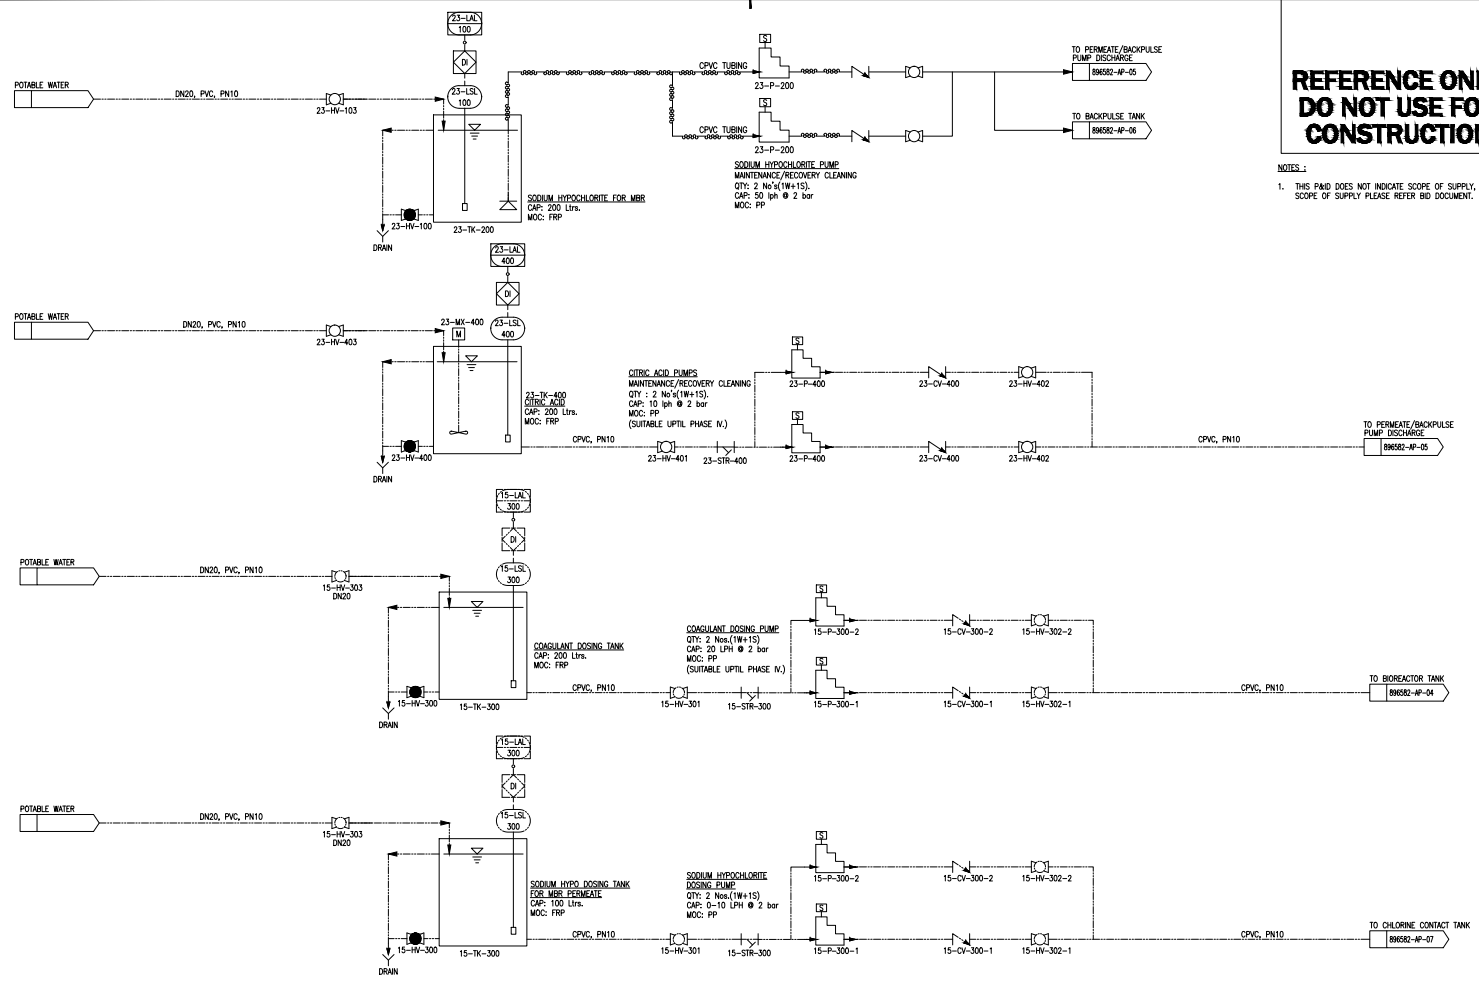 23-LAL
100
DI
23-LSL
100
POTABLE WATER
DN20, PVC, PN10
23-HV-103
CPVC TUBING
S
23-P-200
TO PERMEATE/BACKPULSE
PUMP DISCHARGE
896582-AP-05
CPVC TUBING
S
23-P-200
TO BACKPULSE TANK
896582-AP-06
SODIUM HYPOCHLORITE PUMP
MAINTENANCE/RECOVERY CLEANING
QTY: 2 No's(1W+1S).
CAP: 50 lph @ 2 bar
MOC: PP
SODIUM HYPOCHLORITE FOR MBR
CAP: 200 Ltrs.
MOC: FRP
23-HV-100
23-TK-200
DRAIN
REFERENCE ONL
DO NOT USE FO
CONSTRUCTION
NOTES :
1. THIS P&ID DOES NOT INDICATE SCOPE OF SUPPLY,
SCOPE OF SUPPLY PLEASE REFER BID DOCUMENT.
23-LAL
400
DI
23-LSL
400
POTABLE WATER
DN20, PVC, PN10
23-HV-403
23-MX-400
M
23-TK-400
CITRIC ACID
CAP: 200 Ltrs.
MOC: FRP
23-HV-400
DRAIN
CITRIC ACID PUMPS
MAINTENANCE/RECOVERY CLEANING
QTY : 2 No's(1W+1S).
CAP: 10 lph @ 2 bar
MOC: PP
(SUITABLE UPTIL PHASE IV.)
CPVC, PN10
23-HV-401
23-STR-400
S
23-P-400
23-CV-400
23-HV-402
S
23-P-400
23-CV-400
23-HV-402
CPVC, PN10
TO PERMEATE/BACKPULSE
PUMP DISCHARGE
896582-AP-05
15-LAL
300
DI
15-LSL
300
POTABLE WATER
DN20, PVC, PN10
15-HV-303
DN20
COAGULANT DOSING TANK
CAP: 200 Ltrs.
MOC: FRP
15-HV-300
15-TK-300
DRAIN
COAGULANT DOSING PUMP
QTY: 2 Nos.(1W+1S)
CAP: 20 LPH @ 2 bar
MOC: PP
(SUITABLE UPTIL PHASE IV.)
CPVC, PN10
15-HV-301
15-STR-300
S
15-P-300-2
15-CV-300-2
15-HV-302-2
S
15-P-300-1
15-CV-300-1
15-HV-302-1
CPVC, PN10
TO BIOREACTOR TANK
896582-AP-04
15-LAL
300
DI
15-LSL
300
POTABLE WATER
DN20, PVC, PN10
15-HV-303
DN20
SODIUM HYPO DOSING TANK
FOR MBR PERMEATE
CAP: 100 Ltrs.
MOC: FRP
15-HV-300
15-TK-300
DRAIN
SODIUM HYPOCHLORITE
DOSING PUMP
QTY: 2 Nos.(1W+1S)
CAP: 0-10 LPH @ 2 bar
MOC: PP
CPVC, PN10
15-HV-301
15-STR-300
S
15-P-300-2
15-CV-300-2
15-HV-302-2
S
15-P-300-1
15-CV-300-1
15-HV-302-1
CPVC, PN10
TO CHLORINE CONTACT TANK
896582-AP-07